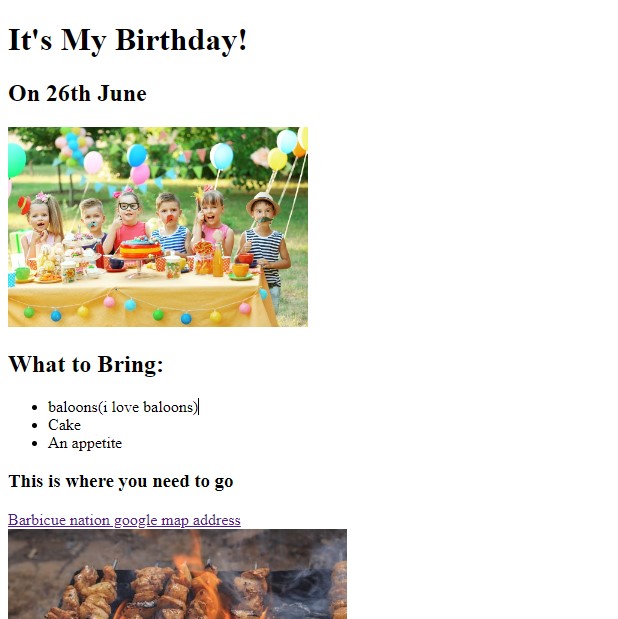 It's My Birthday!
On 26th June
What to Bring:
baloons(i love baloons)
Cake
An appetite
This is where you need to go
Barbicue nation google map address